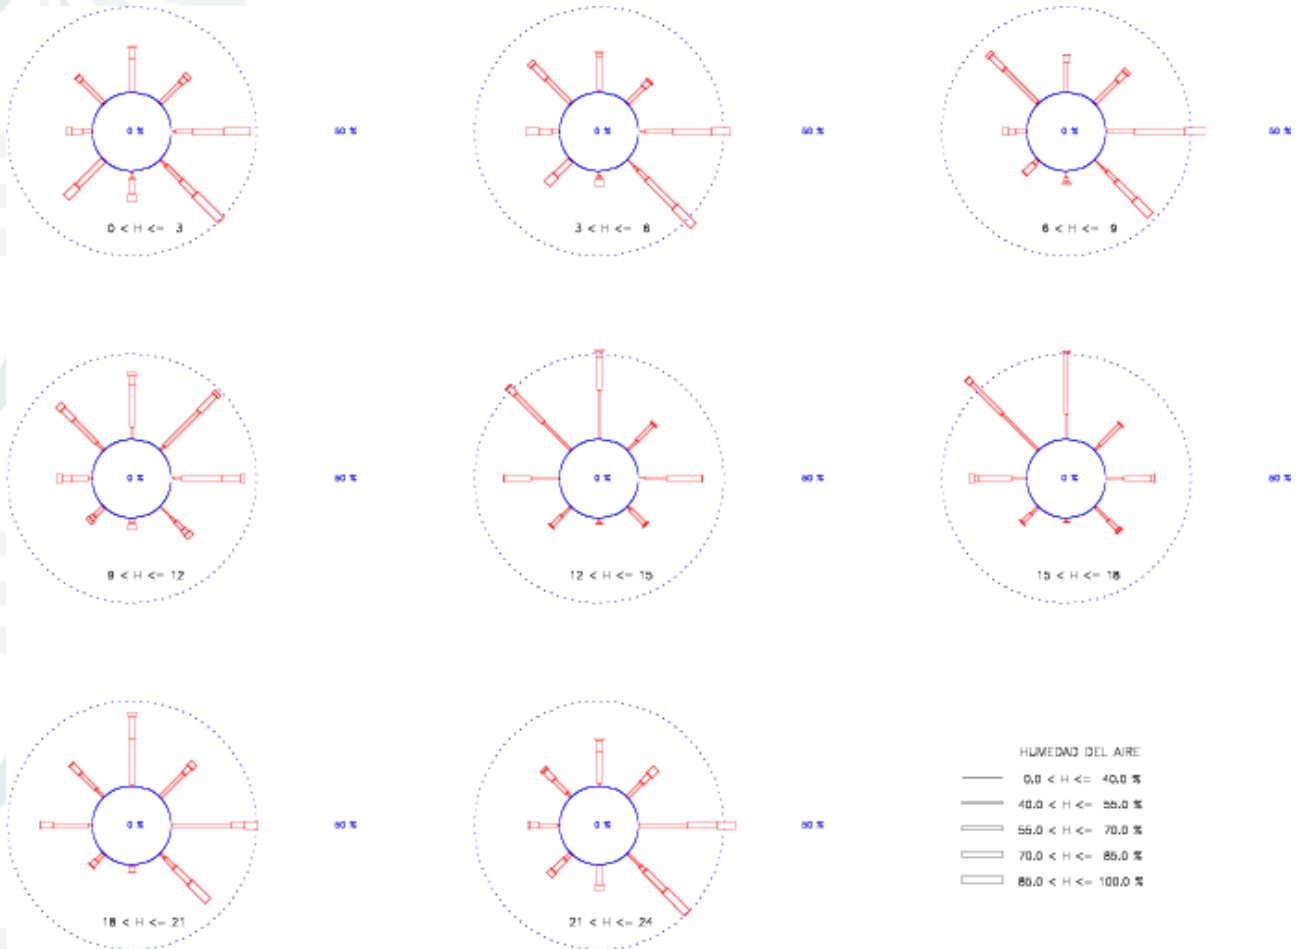 0 % 50 %
0 % 50 %
0 % 50 %
0 < H <= 3
3 < H <= 6
6 < H <= 9
0 % 50 %
0 % 50 %
0 % 50 %
9 < H <= 12
12 < H <= 15
15 < H <= 18
0 % 50 %
0 % 50 %
18 < H <= 21
21 < H <= 24
HUMEDAD DEL AIRE
0.0 < H <= 40.0 %
40.0 < H <= 55.0 %
55.0 < H <= 70.0 %
70.0 < H <= 85.0 %
85.0 < H <= 100.0 %